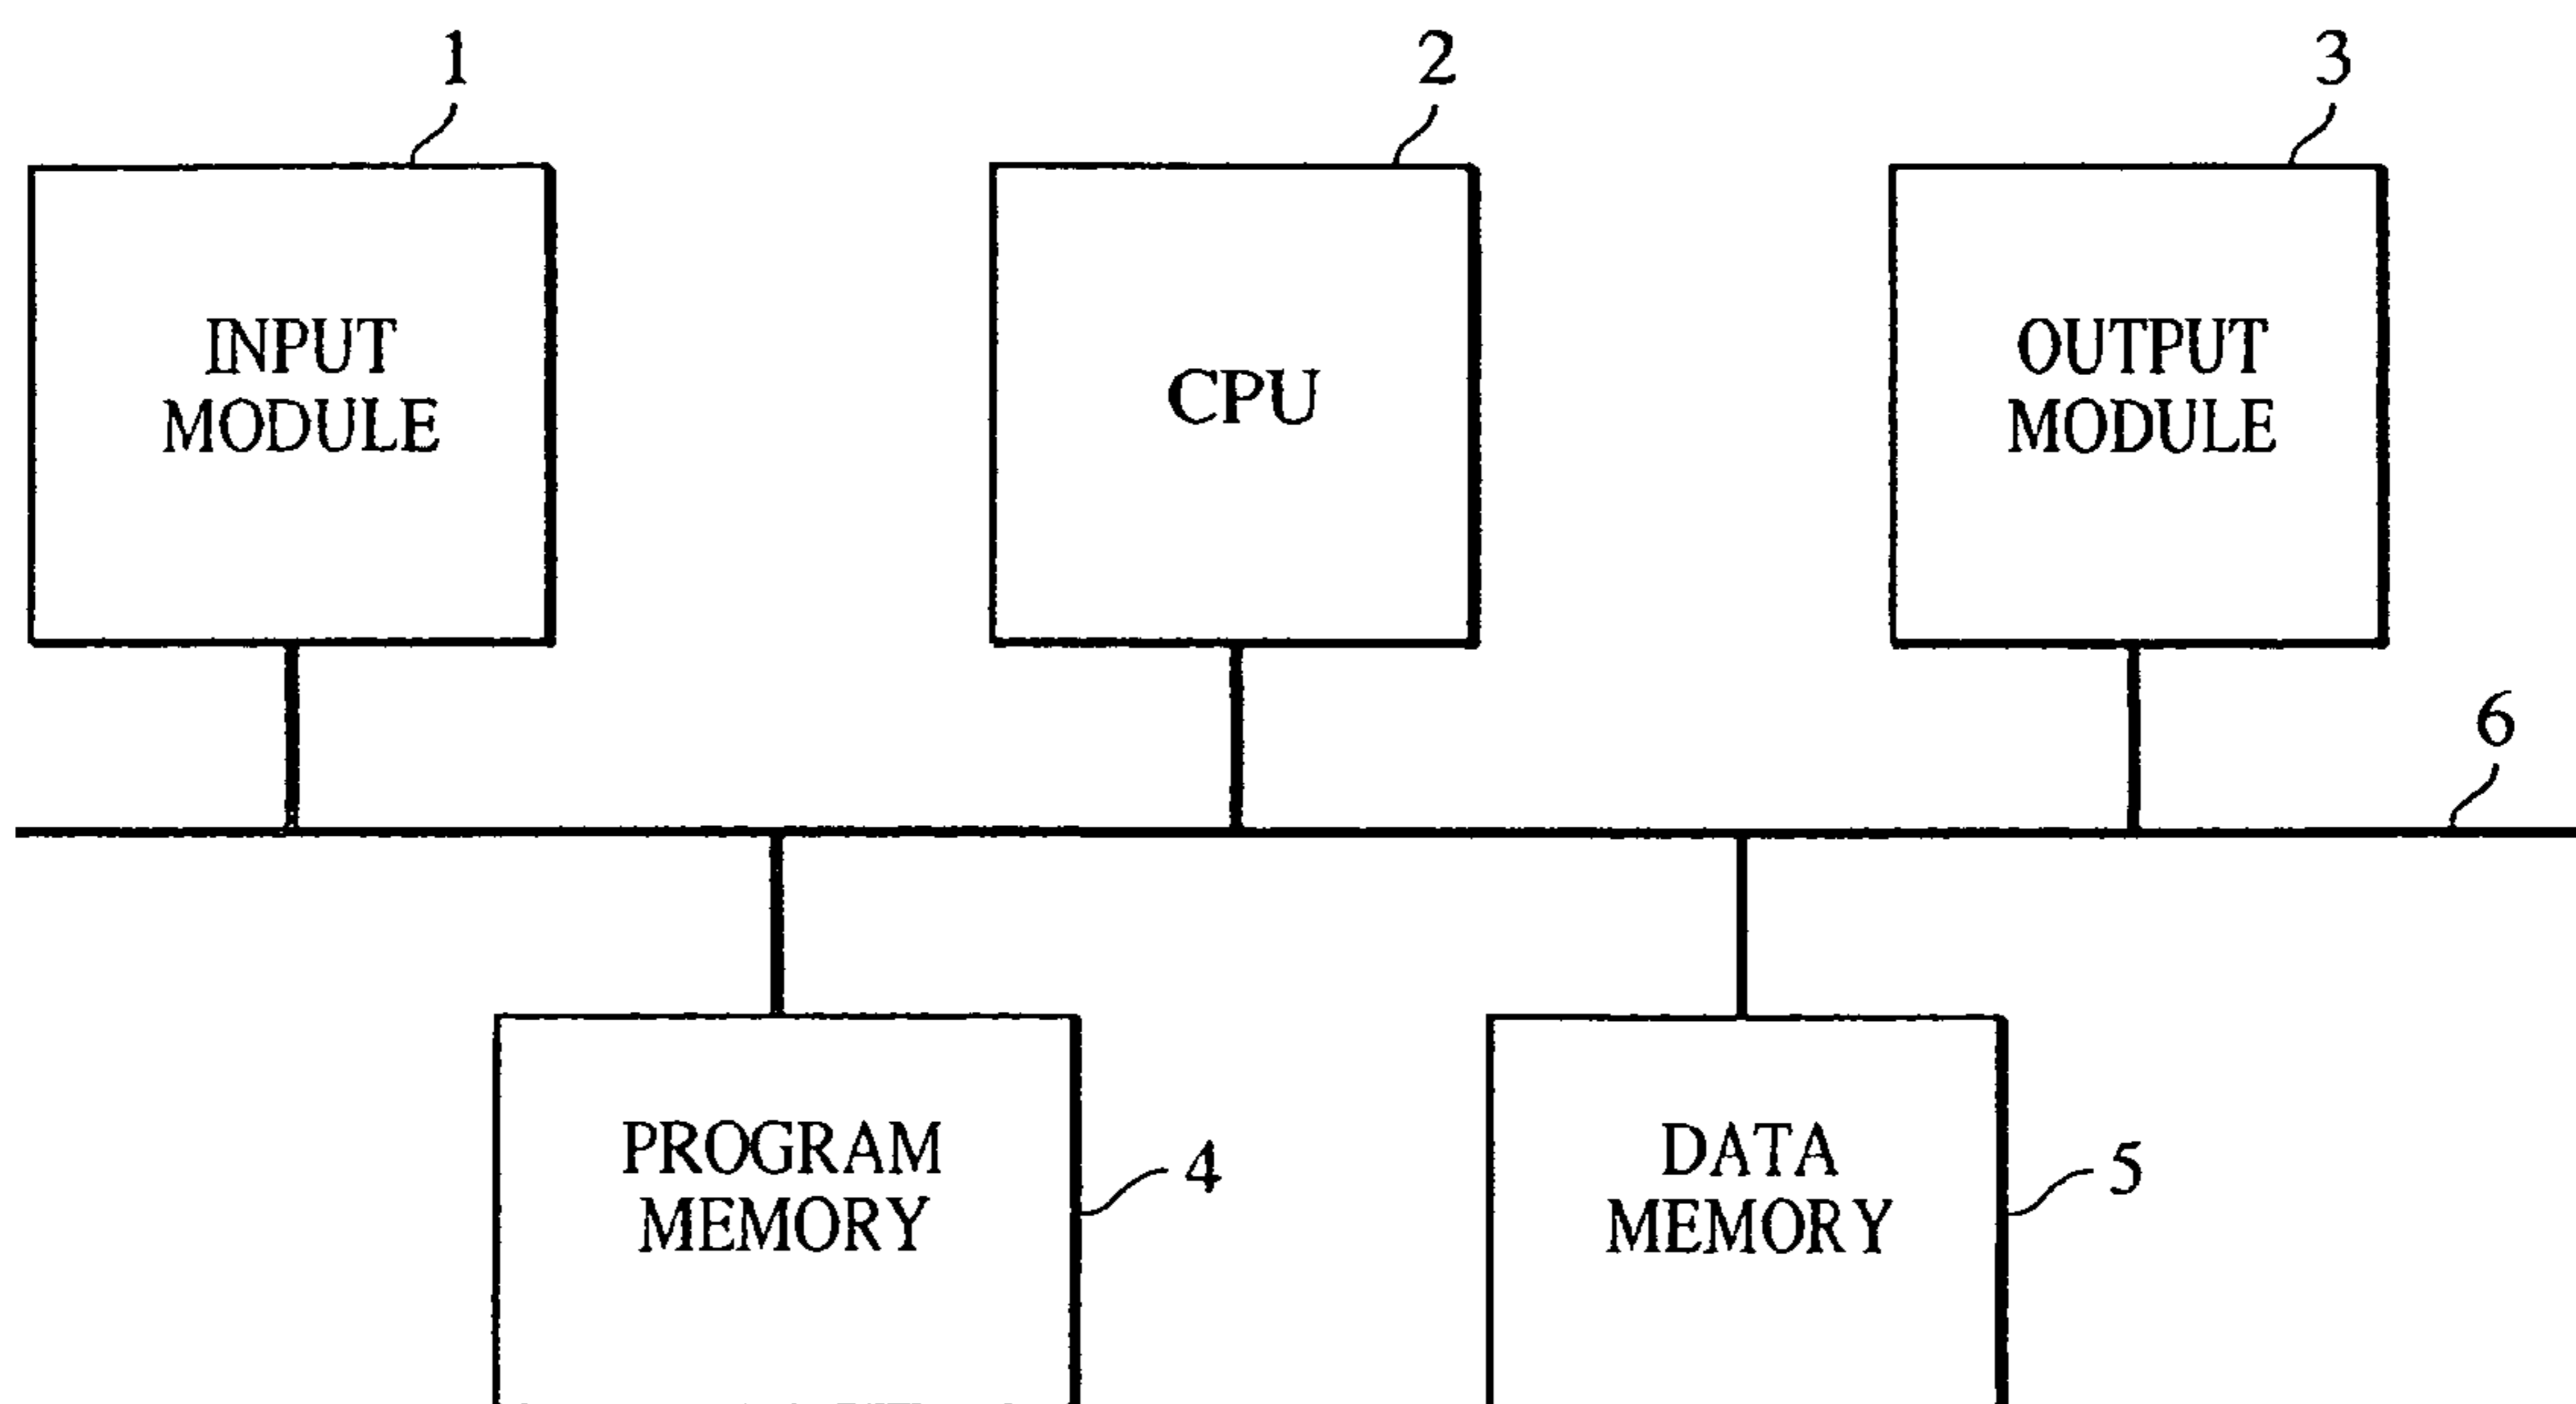 1
2
3
INPUT
MODULE
CPU
OUTPUT
MODULE
6
PROGRAM
MEMORY
4
DATA
MEMORY
5